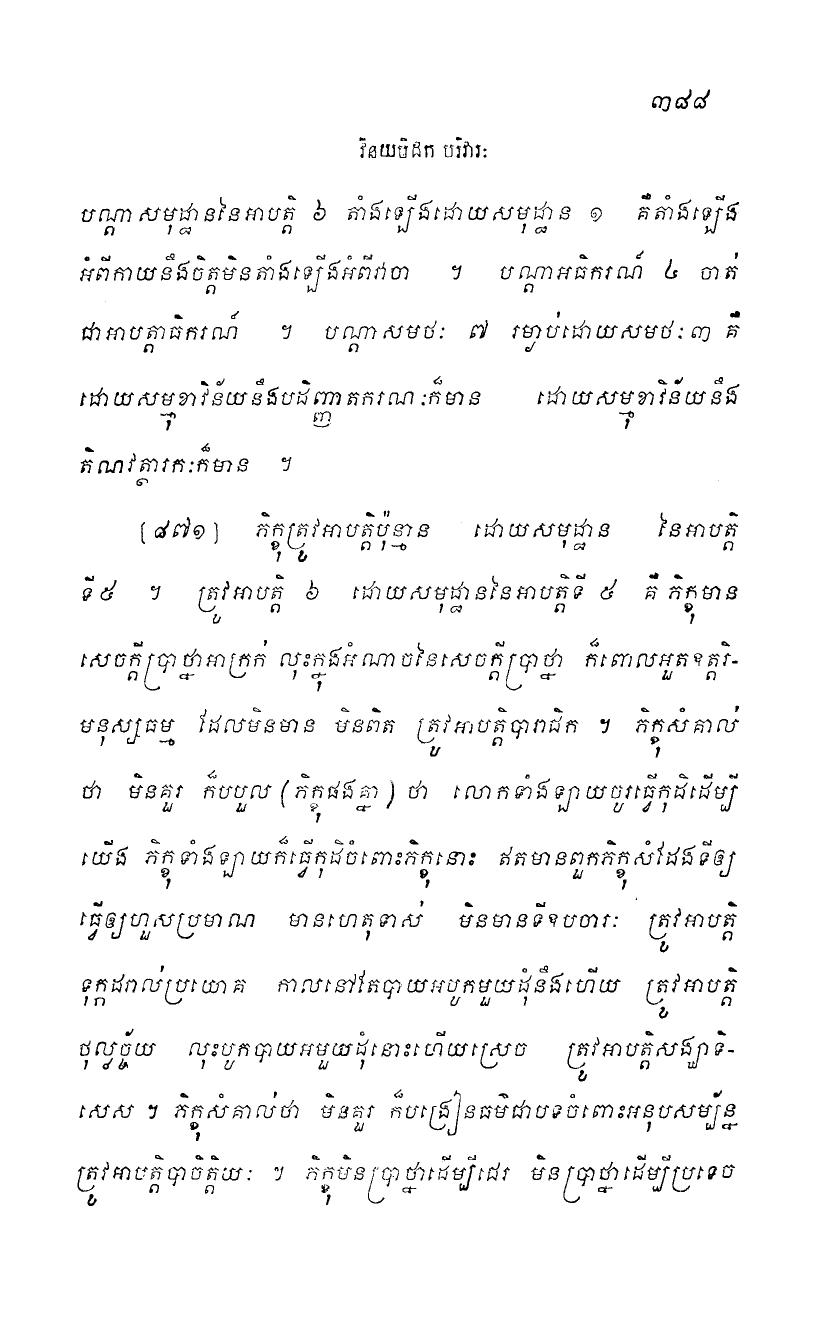 ៣៨៨
វិនយបិដក បរិវារៈ
បណ្តាសមុដ្ឋាននៃអាបត្តិ ៦ តាំងឡើងដោយសមុដ្ឋាន ១ គឺតាំងឡើង
អំពីកាយនឹងចិត្តមិនតាំងឡើងអំពីវាចា ។ បណ្តាអធិករណ៍ ៤ ចាត់
ជាអាបត្តាធិករណ៍ ។ បណ្តាសមថៈ ៧ រម្ងាប់ដោយសមថៈ៣ គឺ
ដោយសម្មុខាវិន័យនឹងបដិញ្ញាតករណៈក៏មាន ដោយសម្មុខាវិន័យនឹង
តិណវត្ថារកៈក៏មាន ។
[៨៧១] ភិក្ខុត្រូវអាបត្តិប៉ុន្មាន ដោយសមុដ្ឋាន នៃអាបត្តិ
ទី៥ ។ ត្រូវអាបត្តិ ៦ ដោយសមុដ្ឋាននៃអាបត្តិទី ៥ គឺ ភិក្ខុមាន
សេចក្តីប្រាថ្នាអាក្រក់ លុះក្នុងអំណាចនៃសេចក្តីប្រាថ្នា ក៏ពោលអួតឧត្តរិ-
មនុស្សធម្ម ដែលមិនមាន មិនពិត ត្រូវអាបត្តិបារាជិក ។ ភិក្ខុសំគាល់
ថា មិនគួរ ក៏បបួល (ភិក្ខុផងគ្នា) ថា លោកទាំងឡាយចូរធ្វើកុដិដើម្បី
យើង ភិក្ខុទាំងឡាយក៏ធ្វើកុដិចំពោះភិក្ខុនោះ ឥតមានពួកភិក្ខុសំដែងទីឲ្យ
ធ្វើឲ្យហួសប្រមាណ មានហេតុទាស់ មិនមានទីឧបចារៈ ត្រូវអាបត្តិ
ទុក្កដរាល់ប្រយោគ កាលនៅតែបាយអបូកមួយដុំនឹងហើយ ត្រូវអាបត្តិ
ថុល្លច្ច័យ លុះបូកបាយអមួយដុំនោះហើយស្រេច ត្រូវអាបត្តិសង្ឃាទិ-
សេស ។ ភិក្ខុសំគាល់ថា មិនគួរ ក៏បង្រៀនធម៌ជាបទចំពោះអនុបសម្ប័ន្ន
ត្រូវអាបត្តិបាចិត្តិយៈ ។ ភិក្ខុមិនប្រាថ្នាដើម្បីជេរ មិនប្រាថ្នាដើម្បីប្រទេច